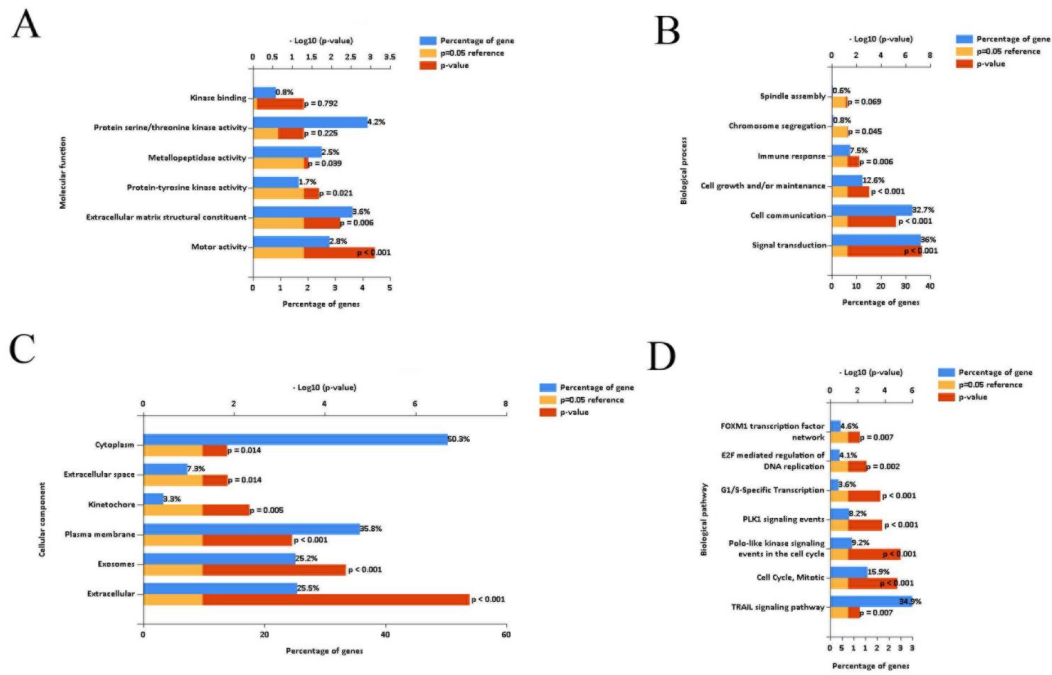 A
- Log10 (p-value)
0 0.5 1 1.5 2 2.5 3 3.5
Percentage of gene
p=0.05 reference
p-value
Molecular function
Kinase binding
0.8%
p = 0.792
Protein serine/threonine kinase activity
4.2%
p = 0.225
Metallopeptidase activity
2.5%
p = 0.039
Protein-tyrosine kinase activity
1.7%
p = 0.021
Extracellular matrix structural constituent
3.6%
p = 0.006
Motor activity
2.8%
p < 0.001
0 1 2 3 4 5
Percentage of genes
B
- Log10 (p-value)
0 2 4 6 8
Percentage of gene
p=0.05 reference
p-value
Biological process
Spindle assembly
0.6%
p = 0.069
Chromosome segregation
0.8%
p = 0.045
Immune response
7.5%
p = 0.006
Cell growth and/or maintenance
12.6%
p < 0.001
Cell communication
32.7%
p < 0.001
Signal transduction
36%
p < 0.001
0 10 20 30 40
Percentage of genes
C
- Log10 (p-value)
0 2 4 6 8
Percentage of gene
p=0.05 reference
p-value
Cellular component
Cytoplasm
50.3%
p = 0.014
Extracellular space
7.3%
p = 0.014
Kinetochore
3.3%
p = 0.005
Plasma membrane
35.8%
p < 0.001
Exosomes
25.2%
p < 0.001
Extracellular
25.5%
p < 0.001
0 20 40 60
Percentage of genes
D
- Log10 (p-value)
0 2 4 6
Percentage of gene
p=0.05 reference
p-value
Biological pathway
FOXM1 transcription factor
network
4.6%
p = 0.007
E2F mediated regulation of
DNA replication
4.1%
p = 0.002
G1/S-Specific Transcription
3.6%
p < 0.001
PLK1 signaling events
8.2%
p < 0.001
Polo-like kinase signaling
events in the cell cycle
9.2%
p < 0.001
Cell Cycle, Mitotic
15.9%
p < 0.001
TRAIL signaling pathway
34.9%
p = 0.007
0 5 1 1 2 2 3 3
Percentage of genes